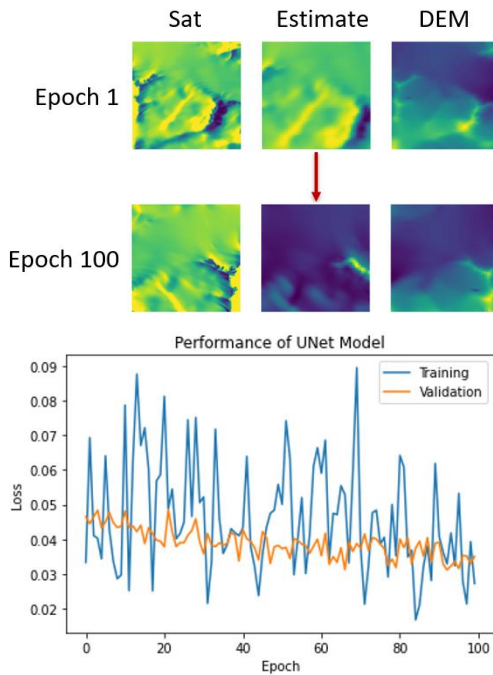 Sat Estimate DEM
Epoch 1
Epoch 100
Performance of UNet Model
Training
Validation
0.09
0.08
0.07
0.06
0.05
0.04
0.03
0.02
Loss
0 20 40 60 80 100
Epoch